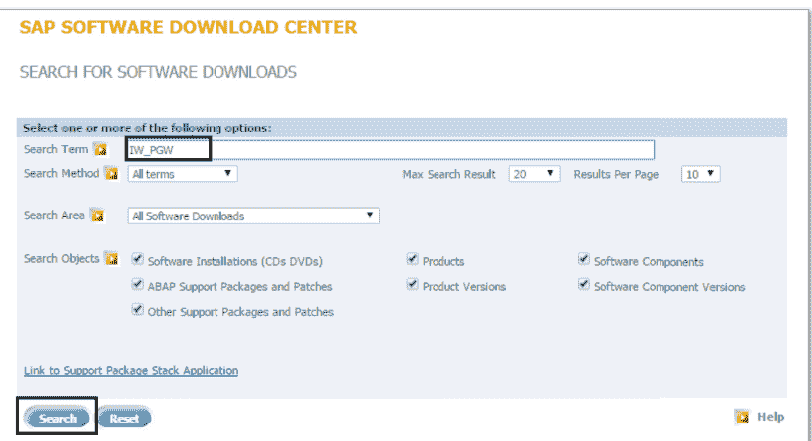 SAP SOFTWARE DOWNLOAD CENTER
SEARCH FOR SOFTWARE DOWNLOADS
Select one or more of the following options:
Search Term IW_PGW
Search Method All terms Max Search Result 20 Results Per Page 10
Search Area All Software Downloads
Search Objects Software Installations (CDs DVDs) Products Software Components
ABAP Support Packages and Patches Product Versions Software Component Versions
Other Support Packages and Patches
Link to Support Package Stack Application
Search Reset Help